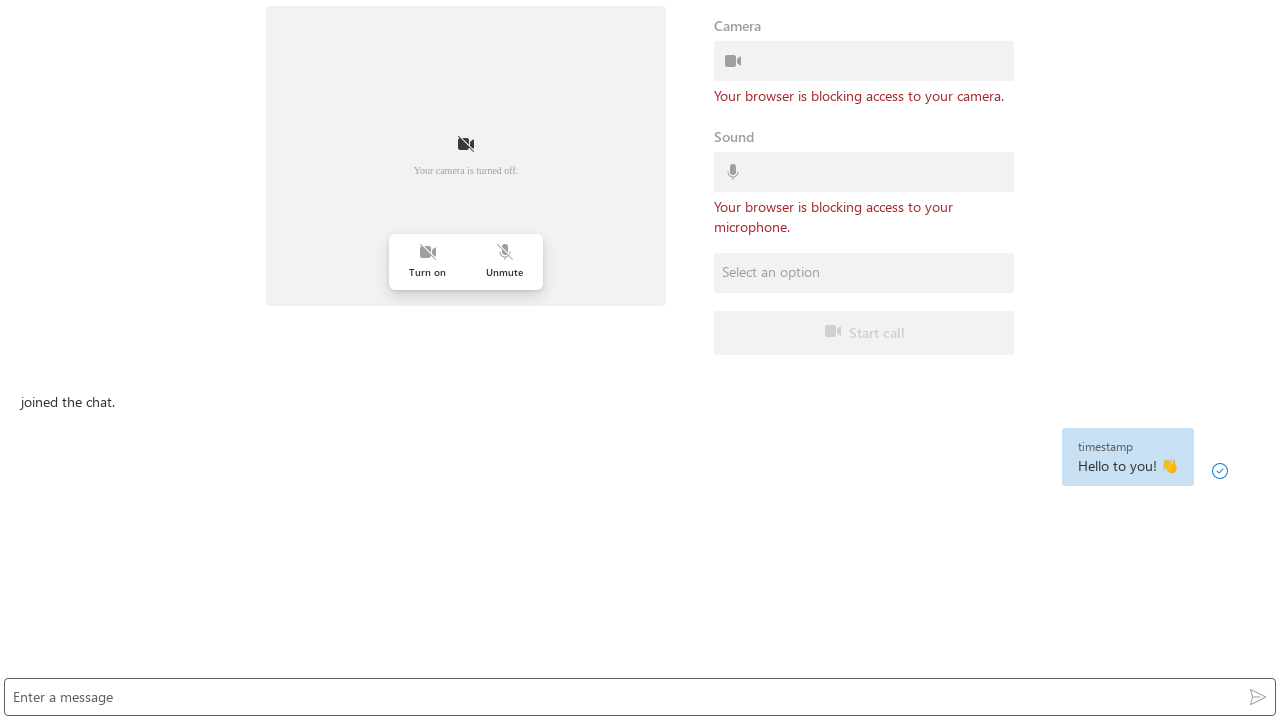 Camera
Your browser is blocking access to your camera.
Your camera is turned off.
Sound
Your browser is blocking access to your
microphone.
Turn on
Unmute
Select an option
Start call
joined the chat.
timestamp
Hello to you! 👋
Enter a message